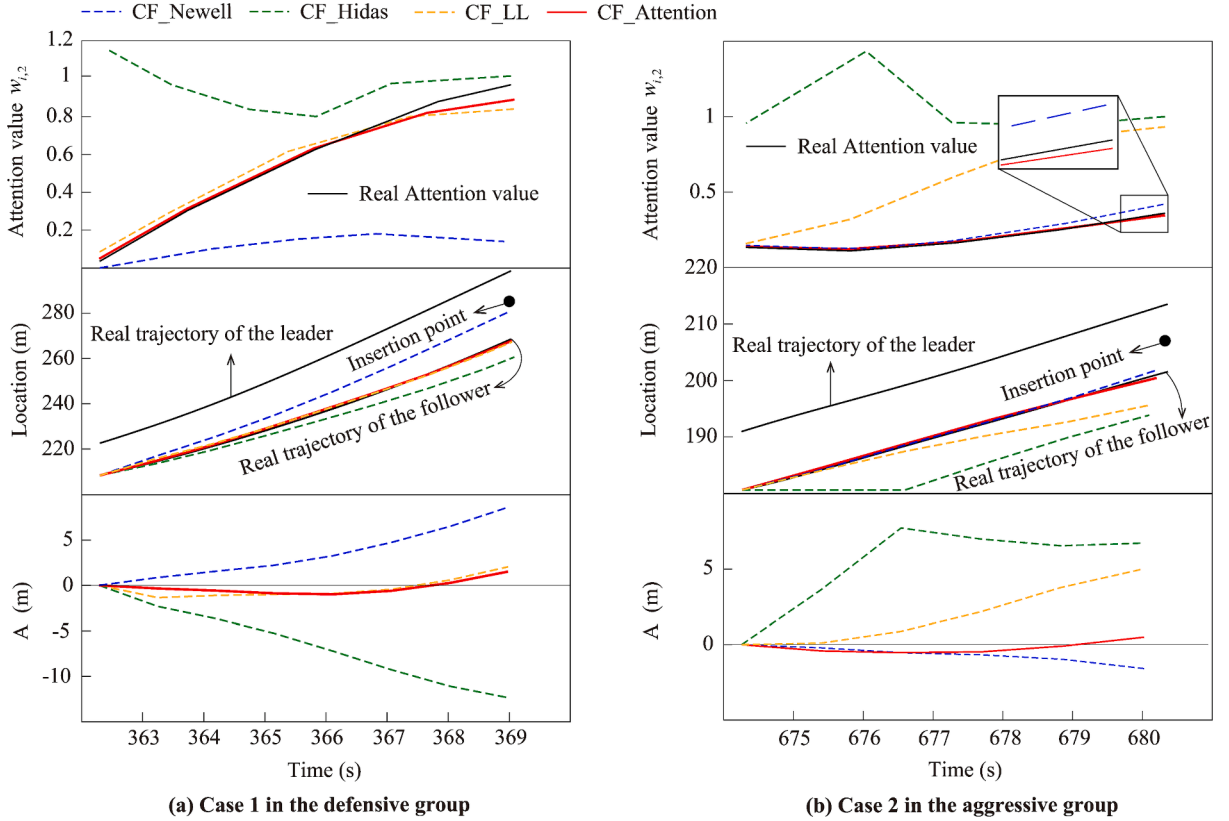 CF_Newell CF_Hidas CF_LL CF_Attention
Attention value w_{i,2}
1.2
1
0.8
0.6
0.4
0.2
Real Attention value
Location (m)
280
260
240
220
Real trajectory of the leader
Insertion point
Real trajectory of the follower
A (m)
5
0
-5
-10
363 364 365 366 367 368 369
Time (s)
(a) Case 1 in the defensive group
Attention value w_{i,2}
1
0.5
Real Attention value
Location (m)
220
210
200
190
Real trajectory of the leader
Insertion point
Real trajectory of the follower
A (m)
5
0
675 676 677 678 679 680
Time (s)
(b) Case 2 in the aggressive group